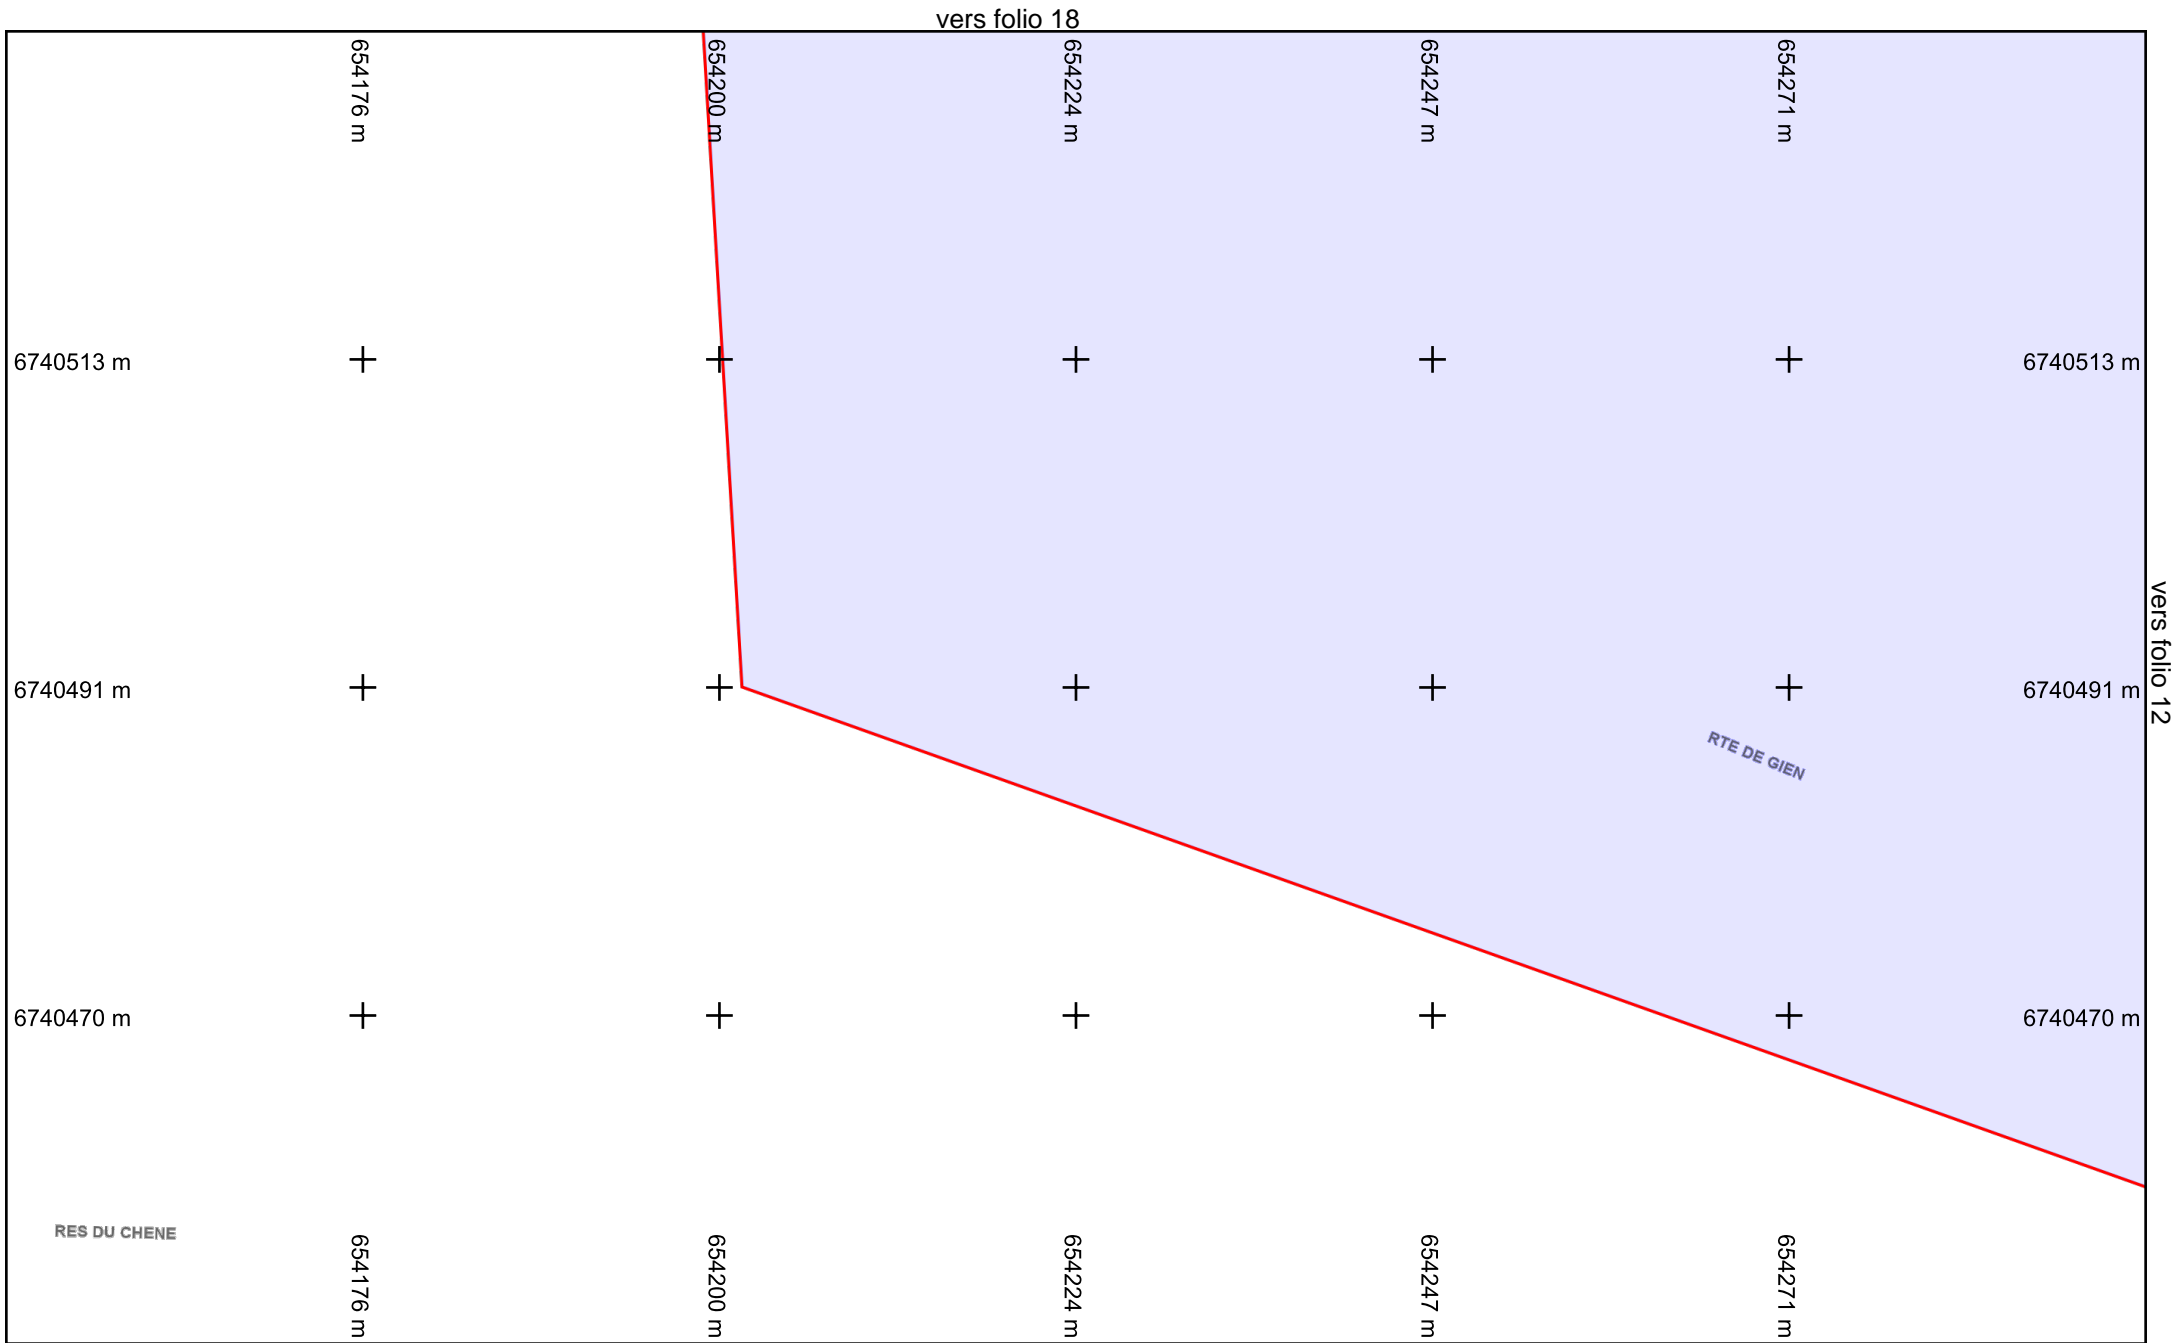 vers folio 18
654176 m
654200 m
654224 m
654247 m
654271 m
6740513 m
6740513 m
vers folio 12
6740491 m
6740491 m
RTE DE GIEN
6740470 m
6740470 m
RES DU CHENE
654176 m
654200 m
654224 m
654247 m
654271 m